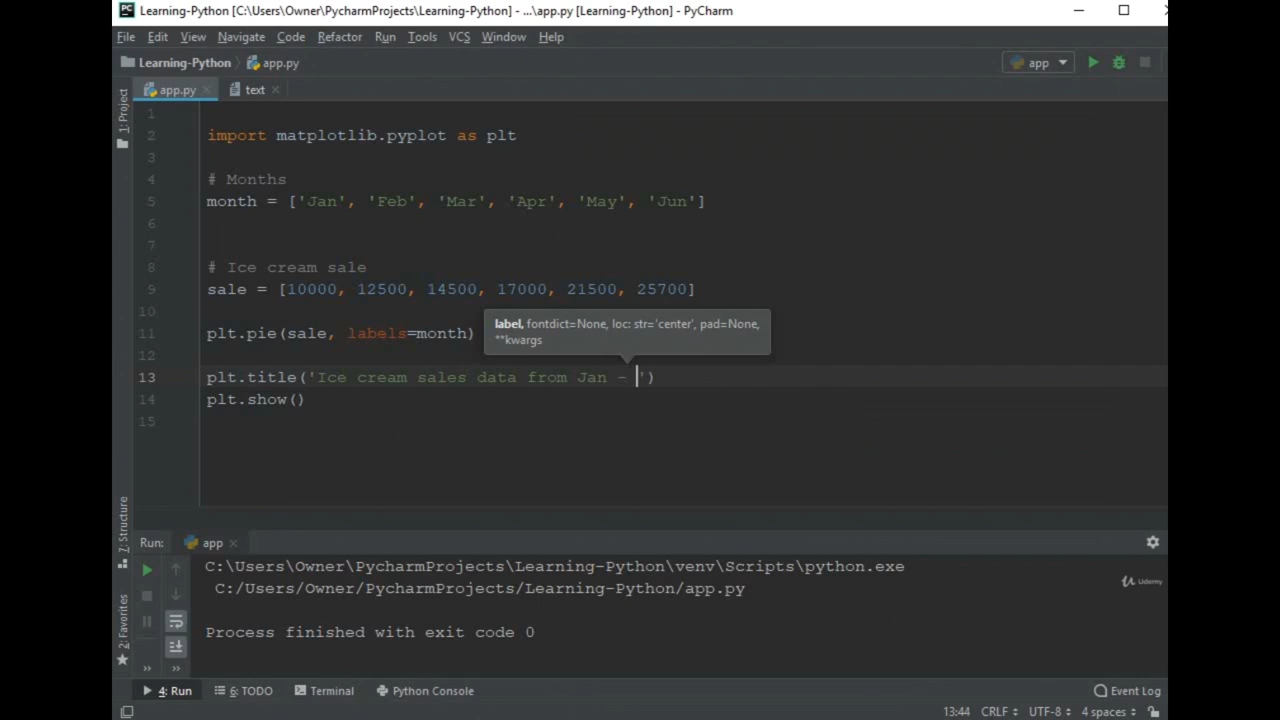 Learning-Python [C:\Users\Owner\PycharmProjects\Learning-Python] - ...\app.py [Learning-Python] - PyCharm
File Edit View Navigate Code Refactor Run Tools VCS Window Help
Learning-Python app.py app
app.py text
1: Project
1
2 import matplotlib.pyplot as plt
3
4 # Months
5 month = ['Jan', 'Feb', 'Mar', 'Apr', 'May', 'Jun']
6
7
8 # Ice cream sale
9 sale = [10000, 12500, 14500, 17000, 21500, 25700]
10
label, fontdict=None, loc: str='center', pad=None,
**kwargs
11 plt.pie(sale, labels=month)
12
13 plt.title('Ice cream sales data from Jan - ')
14 plt.show()
15
7: Structure
2: Favorites
Run: app
C:\Users\Owner\PycharmProjects\Learning-Python\venv\Scripts\python.exe
C:/Users/Owner/PycharmProjects/Learning-Python/app.py
Udemy
Process finished with exit code 0
4: Run 6: TODO Terminal Python Console Event Log
13:44 CRLF UTF-8 4 spaces